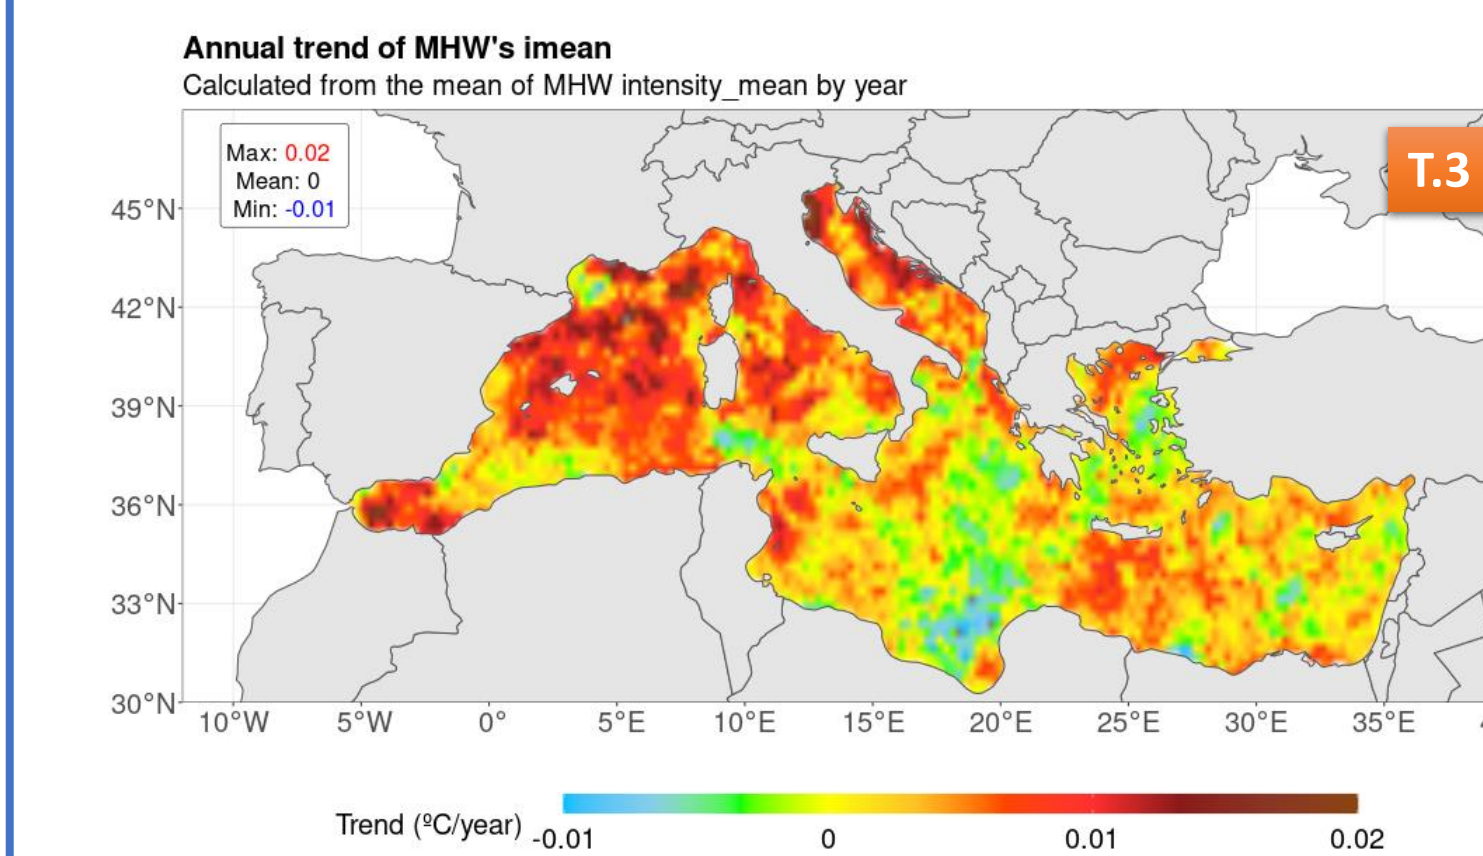 Annual trend of MHW's imean
Calculated from the mean of MHW intensity_mean by year
T.3
Max: 0.02
Mean: 0
Min: -0.01
45°N
42°N
39°N
36°N
33°N
30°N
10°W 5°W 0° 5°E 10°E 15°E 20°E 25°E 30°E 35°E
Trend (ºC/year)
-0.01 0 0.01 0.02